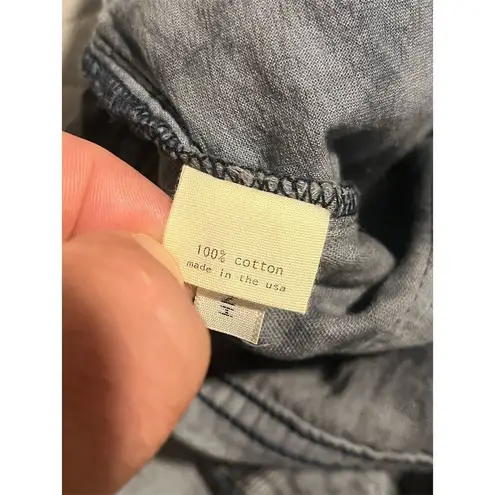 100% cotton
made in the usa